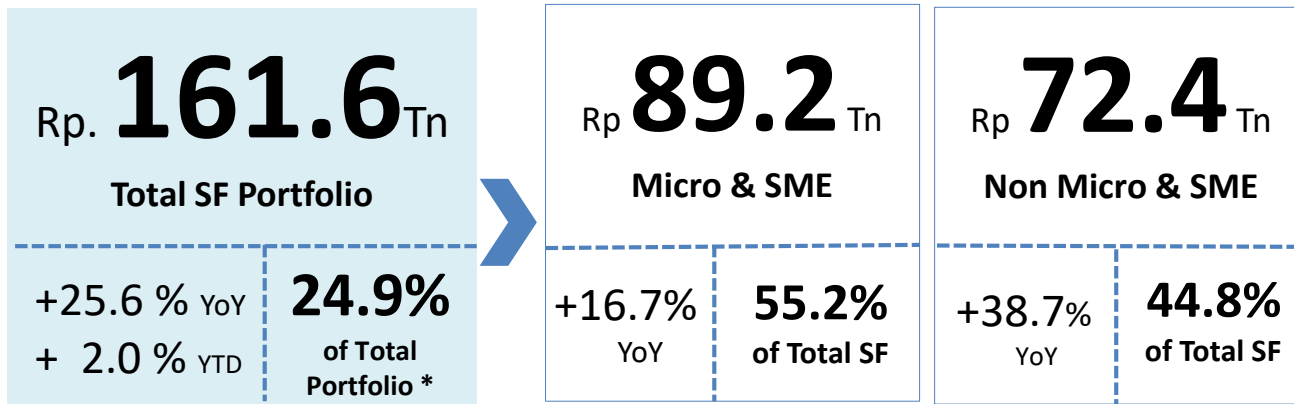 Rp. 161.6 Tn
Total SF Portfolio
+25.6 % YoY
+ 2.0 % YTD
24.9%
of Total
Portfolio *
Rp 89.2 Tn
Micro & SME
+16.7%
YoY
55.2%
of Total SF
Rp 72.4 Tn
Non Micro & SME
+38.7%
YoY
44.8%
of Total SF